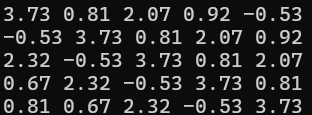 3.73 0.81 2.07 0.92 -0.53
-0.53 3.73 0.81 2.07 0.92
2.32 -0.53 3.73 0.81 2.07
0.67 2.32 -0.53 3.73 0.81
0.81 0.67 2.32 -0.53 3.73